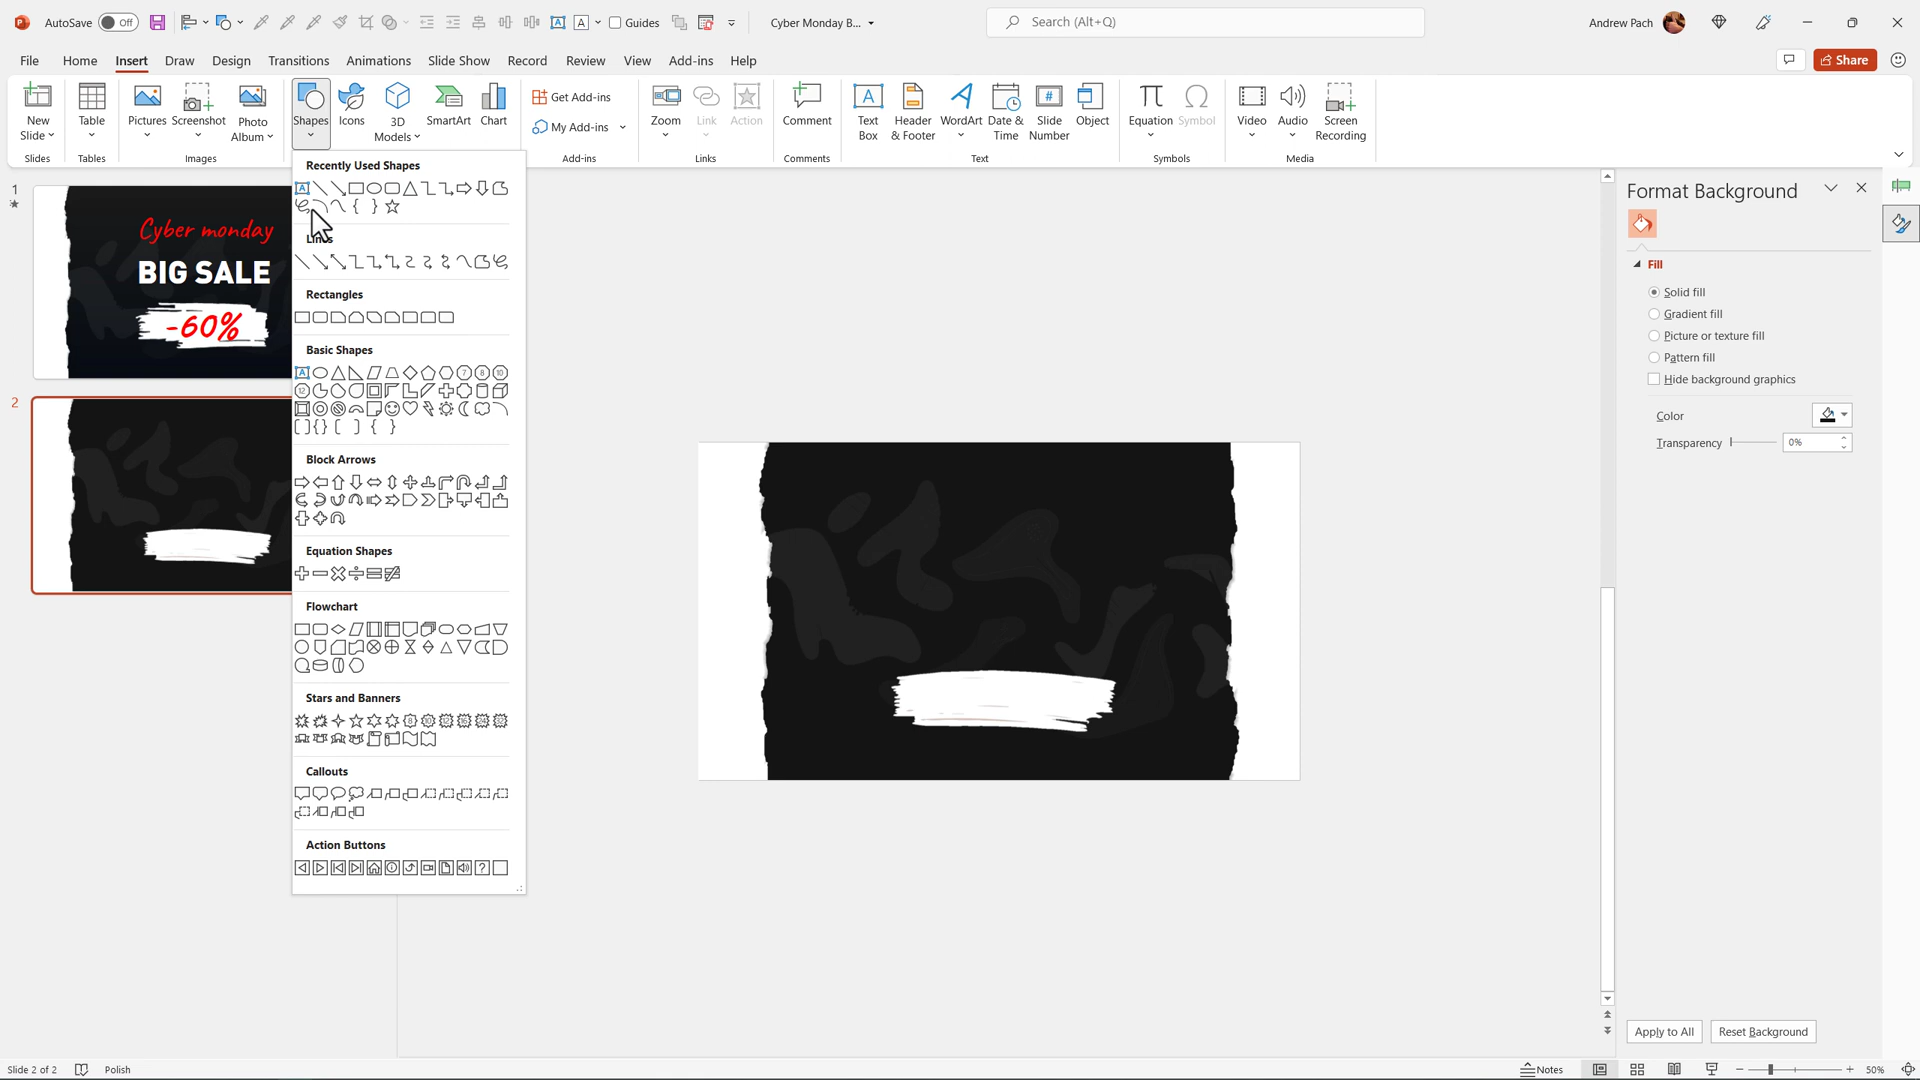 AutoSave Off Guides Cyber Monday B... Search (Alt+Q) Andrew Pach
File Home Insert Draw Design Transitions Animations Slide Show Record Review View Add-ins Help Share
New Slide Table Pictures Screenshot Photo Album Shapes Icons 3D Models SmartArt Chart Get Add-ins My Add-ins Zoom Link Action Comment Text Box Header & Footer WordArt Date & Time Slide Number Object Equation Symbol Video Audio Screen Recording
Slides Tables Images Add-ins Links Comments Text Symbols Media
Recently Used Shapes
Lines
Rectangles
Basic Shapes
Block Arrows
Equation Shapes
Flowchart
Stars and Banners
Callouts
Action Buttons
1
Cyber monday
BIG SALE
-60%
2
Format Background
Fill
Solid fill
Gradient fill
Picture or texture fill
Pattern fill
Hide background graphics
Color
Transparency 0%
Apply to All Reset Background
Slide 2 of 2 Polish Notes 50%